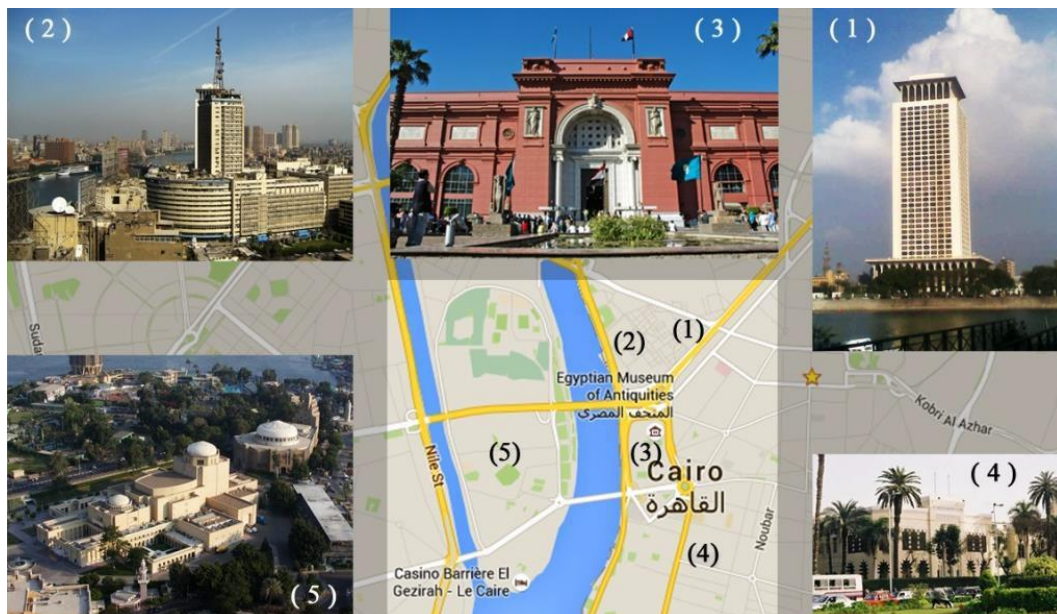 ( 2 )
( 3 )
( 1 )
(1)
(2)
Egyptian Museum
of Antiquities
المتحف المصري
Kobri Al Azhar
Sudan
(5)
(3)
Cairo
القاهرة
Nile St
Noubar
( 4 )
(4)
Casino Barrière El
Gezirah - Le Caire
( 5 )